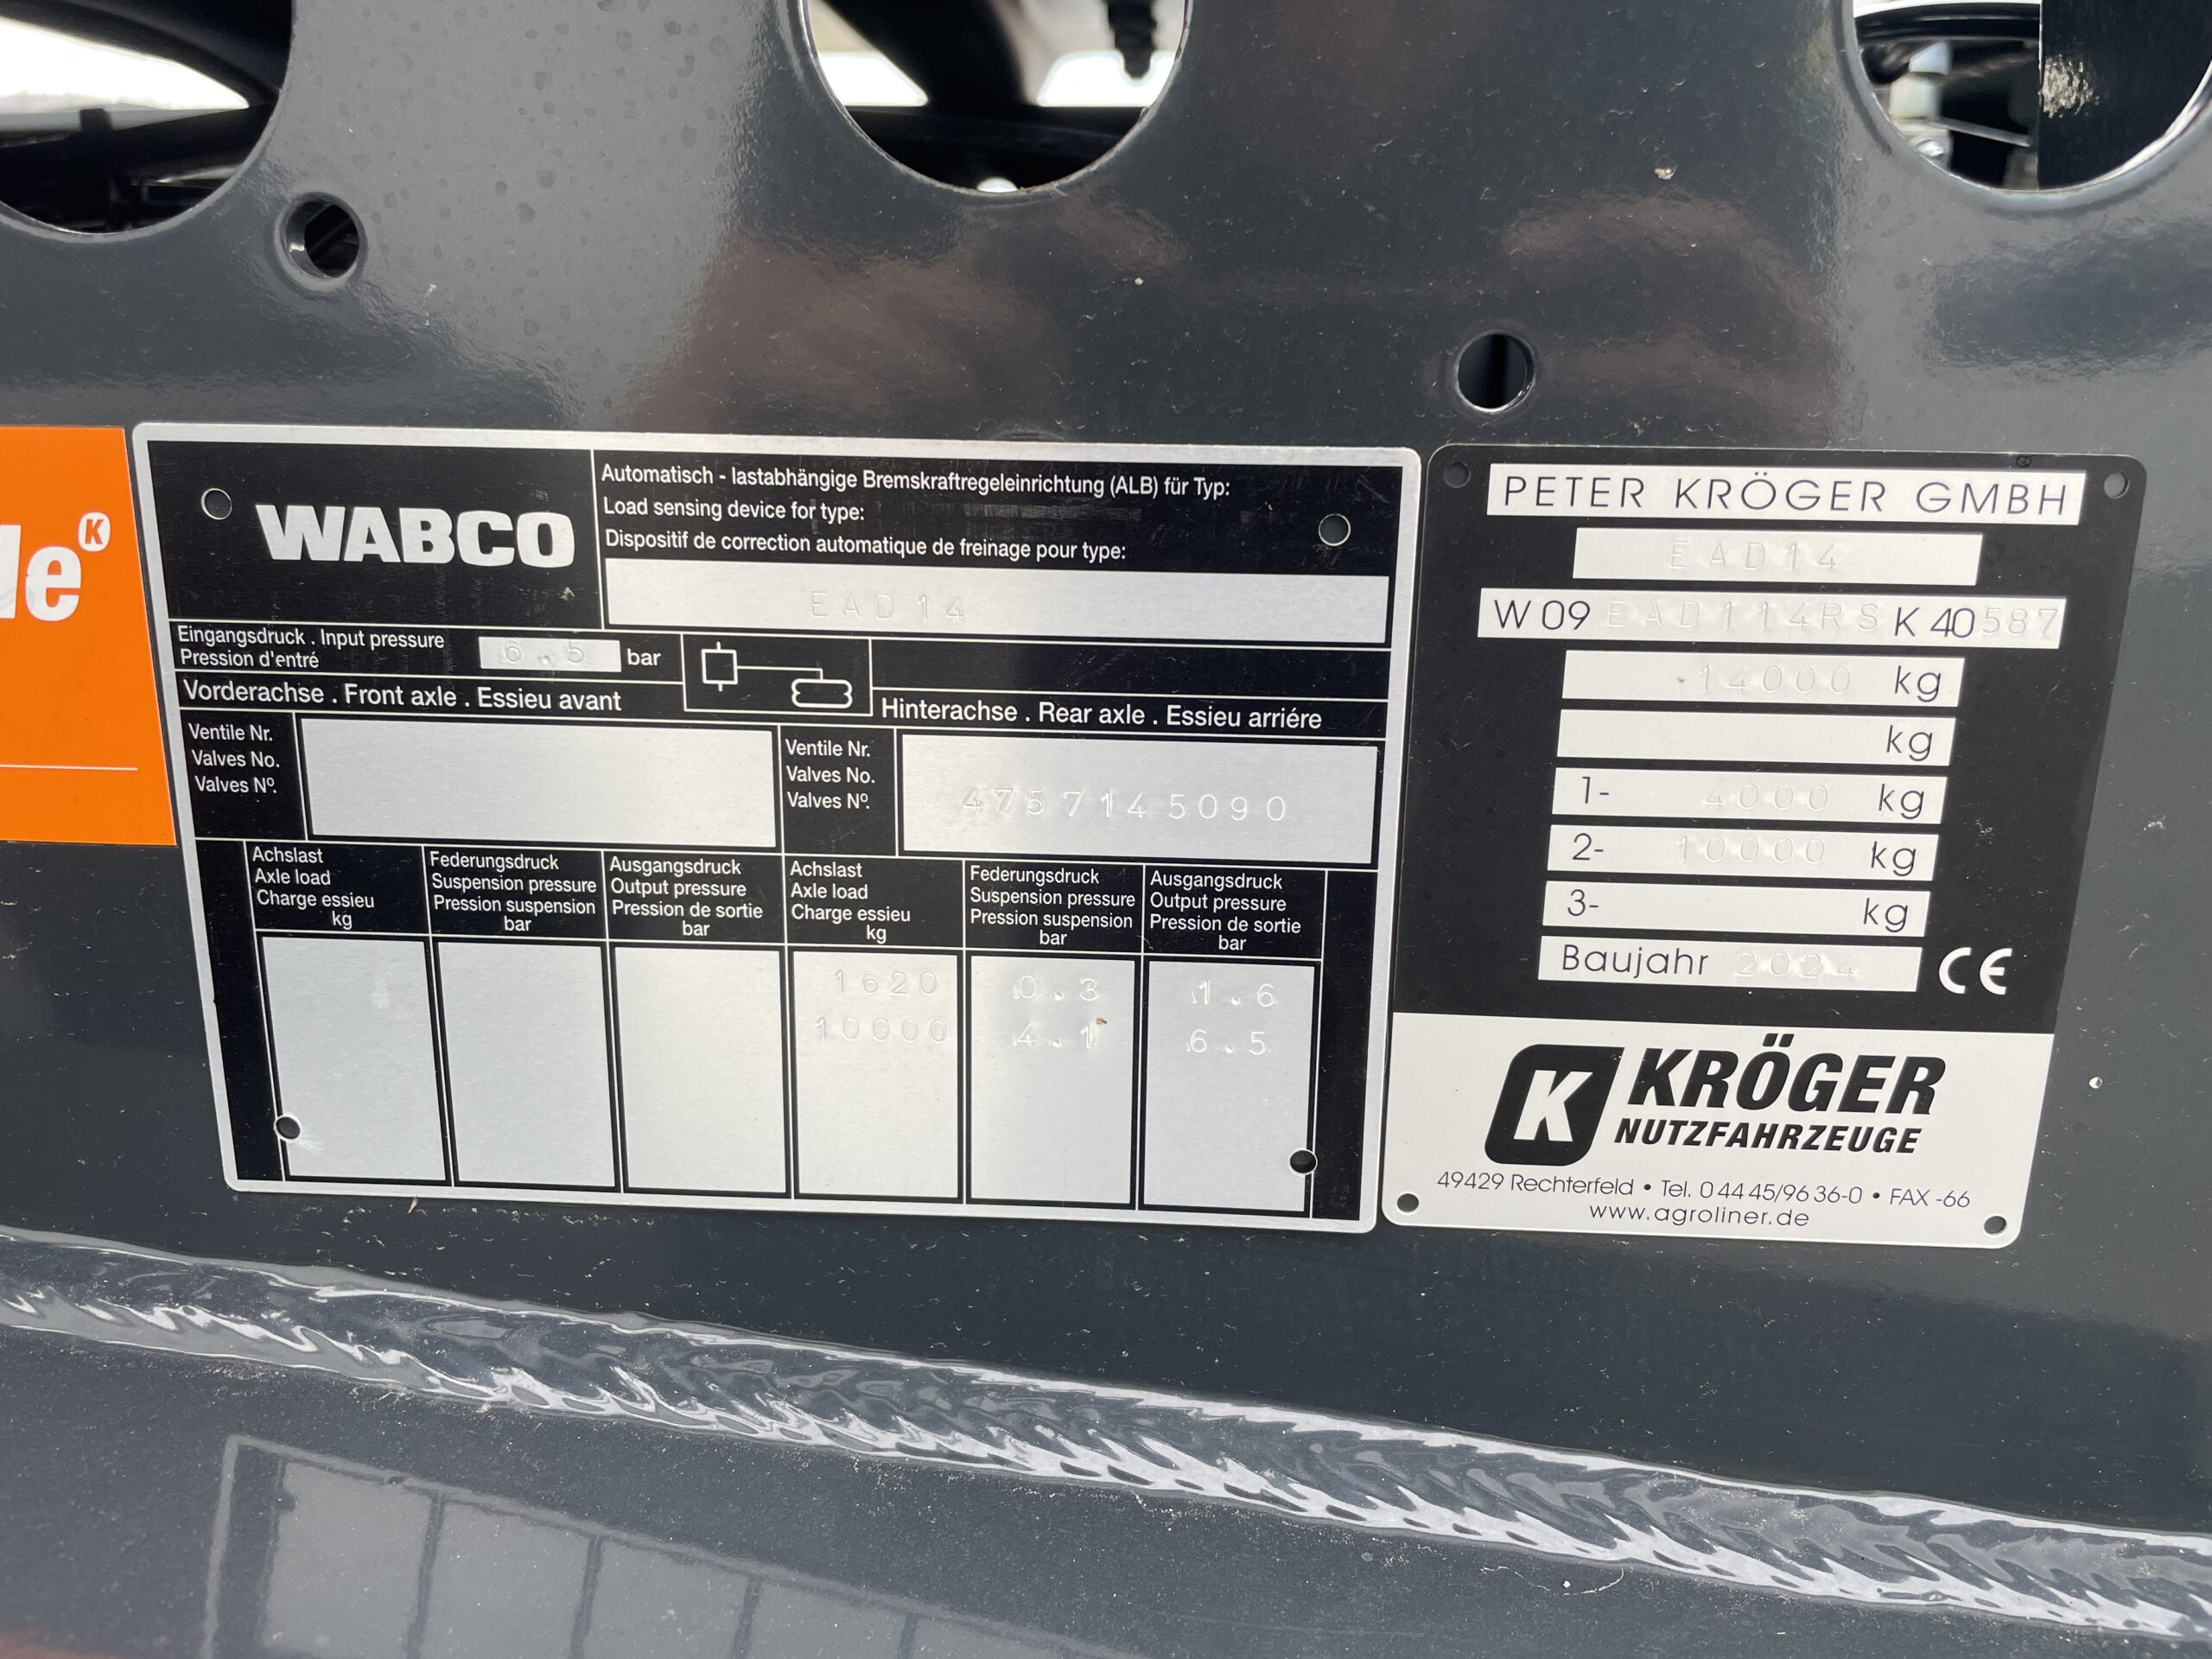 le K
WABCO
Automatisch - lastabhängige Bremskraftregeleinrichtung (ALB) für Typ:
Load sensing device for type:
Dispositif de correction automatique de freinage pour type:
EAD14
Eingangsdruck . Input pressure
Pression d'entré
6.5 bar
Vorderachse . Front axle . Essieu avant
Hinterachse . Rear axle . Essieu arriére
Ventile Nr.
Valves No.
Valves Nº.
Ventile Nr.
Valves No.
Valves Nº.
4757145090
Achslast
Axle load
Charge essieu
kg
Federungsdruck
Suspension pressure
Pression suspension
bar
Ausgangsdruck
Output pressure
Pression de sortie
bar
Achslast
Axle load
Charge essieu
kg
Federungsdruck
Suspension pressure
Pression suspension
bar
Ausgangsdruck
Output pressure
Pression de sortie
bar
1620 0.3 1.6
10000 4.1 6.5
PETER KRÖGER GMBH
EAD14
W09EAD114RSK40587
14000 kg
kg
1- 4000 kg
2- 10000 kg
3- kg
Baujahr 2024 CE
K KRÖGER
NUTZFAHRZEUGE
49429 Rechterfeld • Tel. 0 44 45/96 36-0 • FAX -66
www.agroliner.de